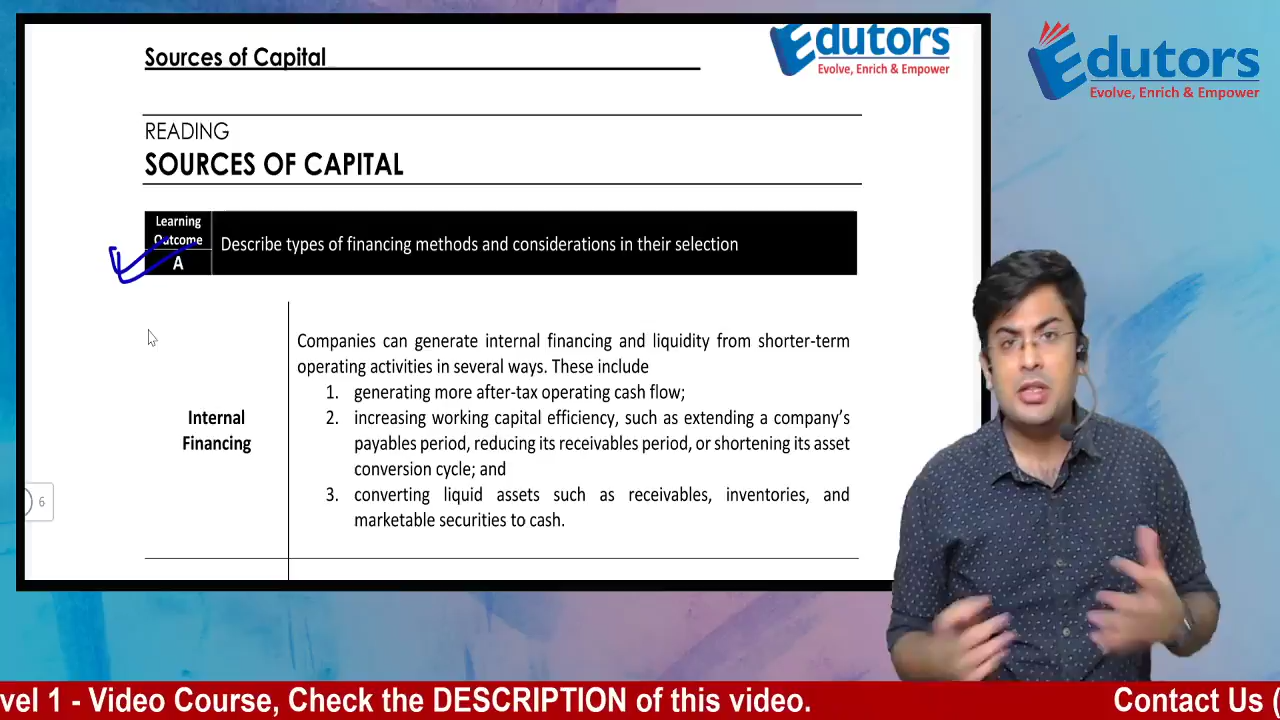 Sources of Capital
Edutors
Evolve, Enrich & Empower
Edutors
Evolve, Enrich & Empower
READING
SOURCES OF CAPITAL
Learning
Outcome
A
Describe types of financing methods and considerations in their selection
Internal
Financing
Companies can generate internal financing and liquidity from shorter-term
operating activities in several ways. These include
1. generating more after-tax operating cash flow;
2. increasing working capital efficiency, such as extending a company's
payables period, reducing its receivables period, or shortening its asset
conversion cycle; and
3. converting liquid assets such as receivables, inventories, and
marketable securities to cash.
6
vel 1 - Video Course, Check the DESCRIPTION of this video.
Contact Us (